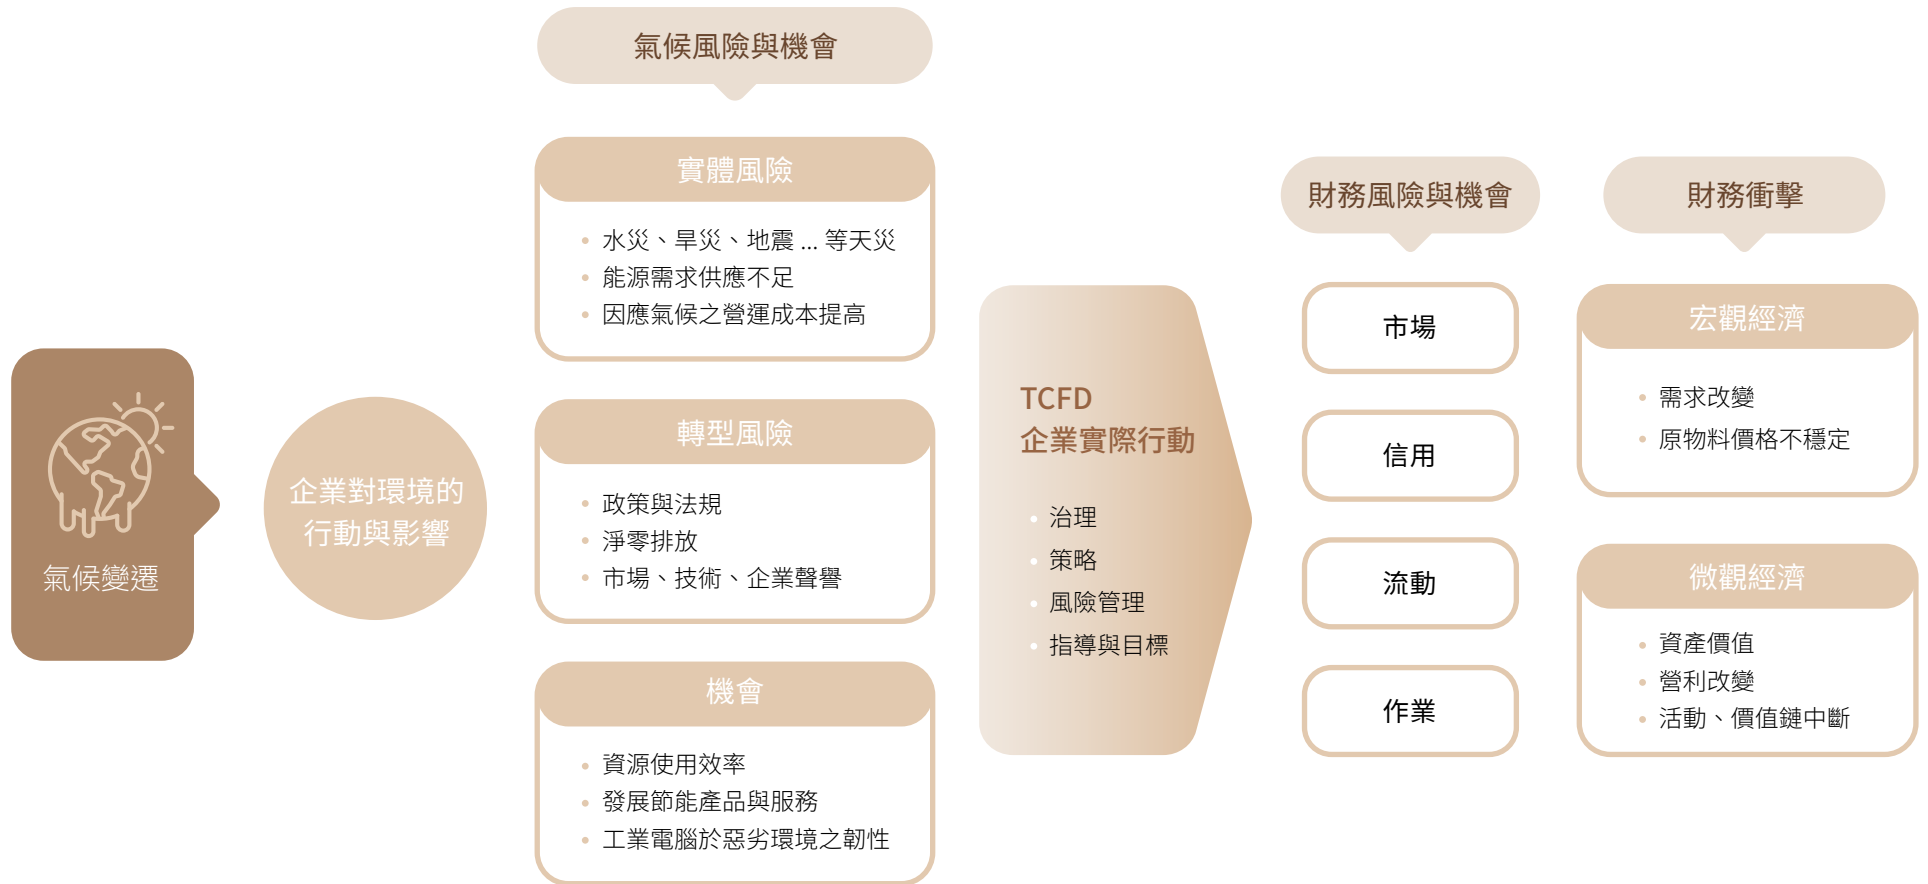 氣候變遷
企業對環境的
行動與影響
氣候風險與機會
實體風險
水災、旱災、地震 ... 等天災
能源需求供應不足
因應氣候之營運成本提高
轉型風險
政策與法規
淨零排放
市場、技術、企業聲譽
機會
資源使用效率
發展節能產品與服務
工業電腦於惡劣環境之韌性
TCFD
企業實際行動
治理
策略
風險管理
指導與目標
財務風險與機會
市場
信用
流動
作業
財務衝擊
宏觀經濟
需求改變
原物料價格不穩定
微觀經濟
資產價值
營利改變
活動、價值鏈中斷